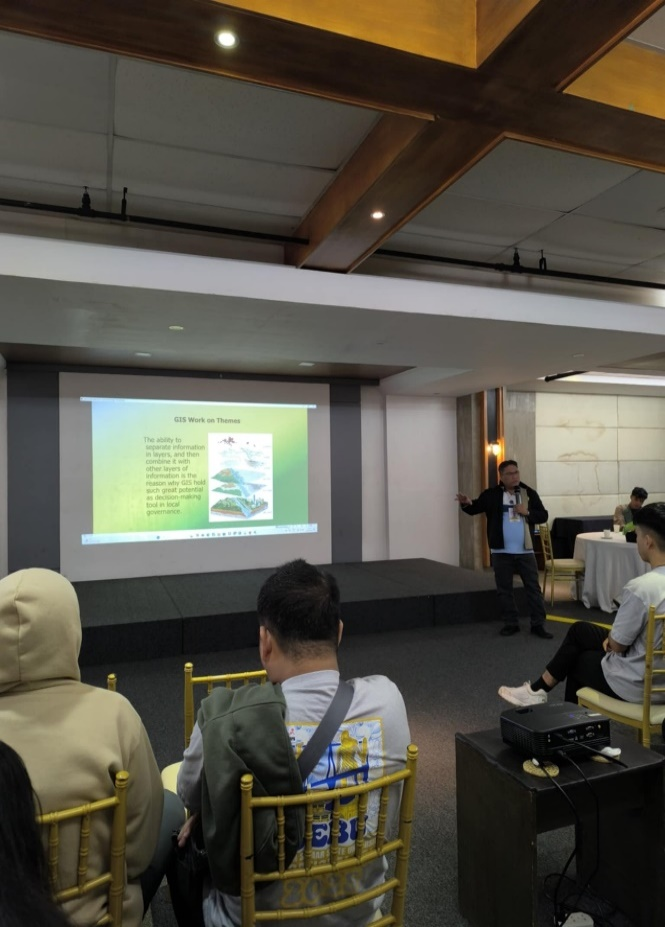 GIS Work on Themes
The ability to
separate information
in layers, and then
combine it with
other layers of
information is the
reason why GIS hold
such great potential
as decision-making
tool in local
governance.